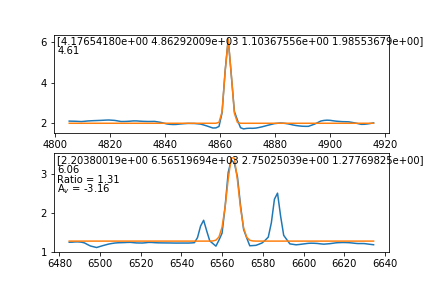 [4.17654180e+00 4.86292009e+03 1.10367556e+00 1.98553679e+00]
4.61
6
4
2
4800 4820 4840 4860 4880 4900 4920
[2.20380019e+00 6.56519694e+03 2.75025039e+00 1.27769825e+00]
6.06
Ratio = 1.31
Aᵥ = -3.16
3
2
1
6480 6500 6520 6540 6560 6580 6600 6620 6640